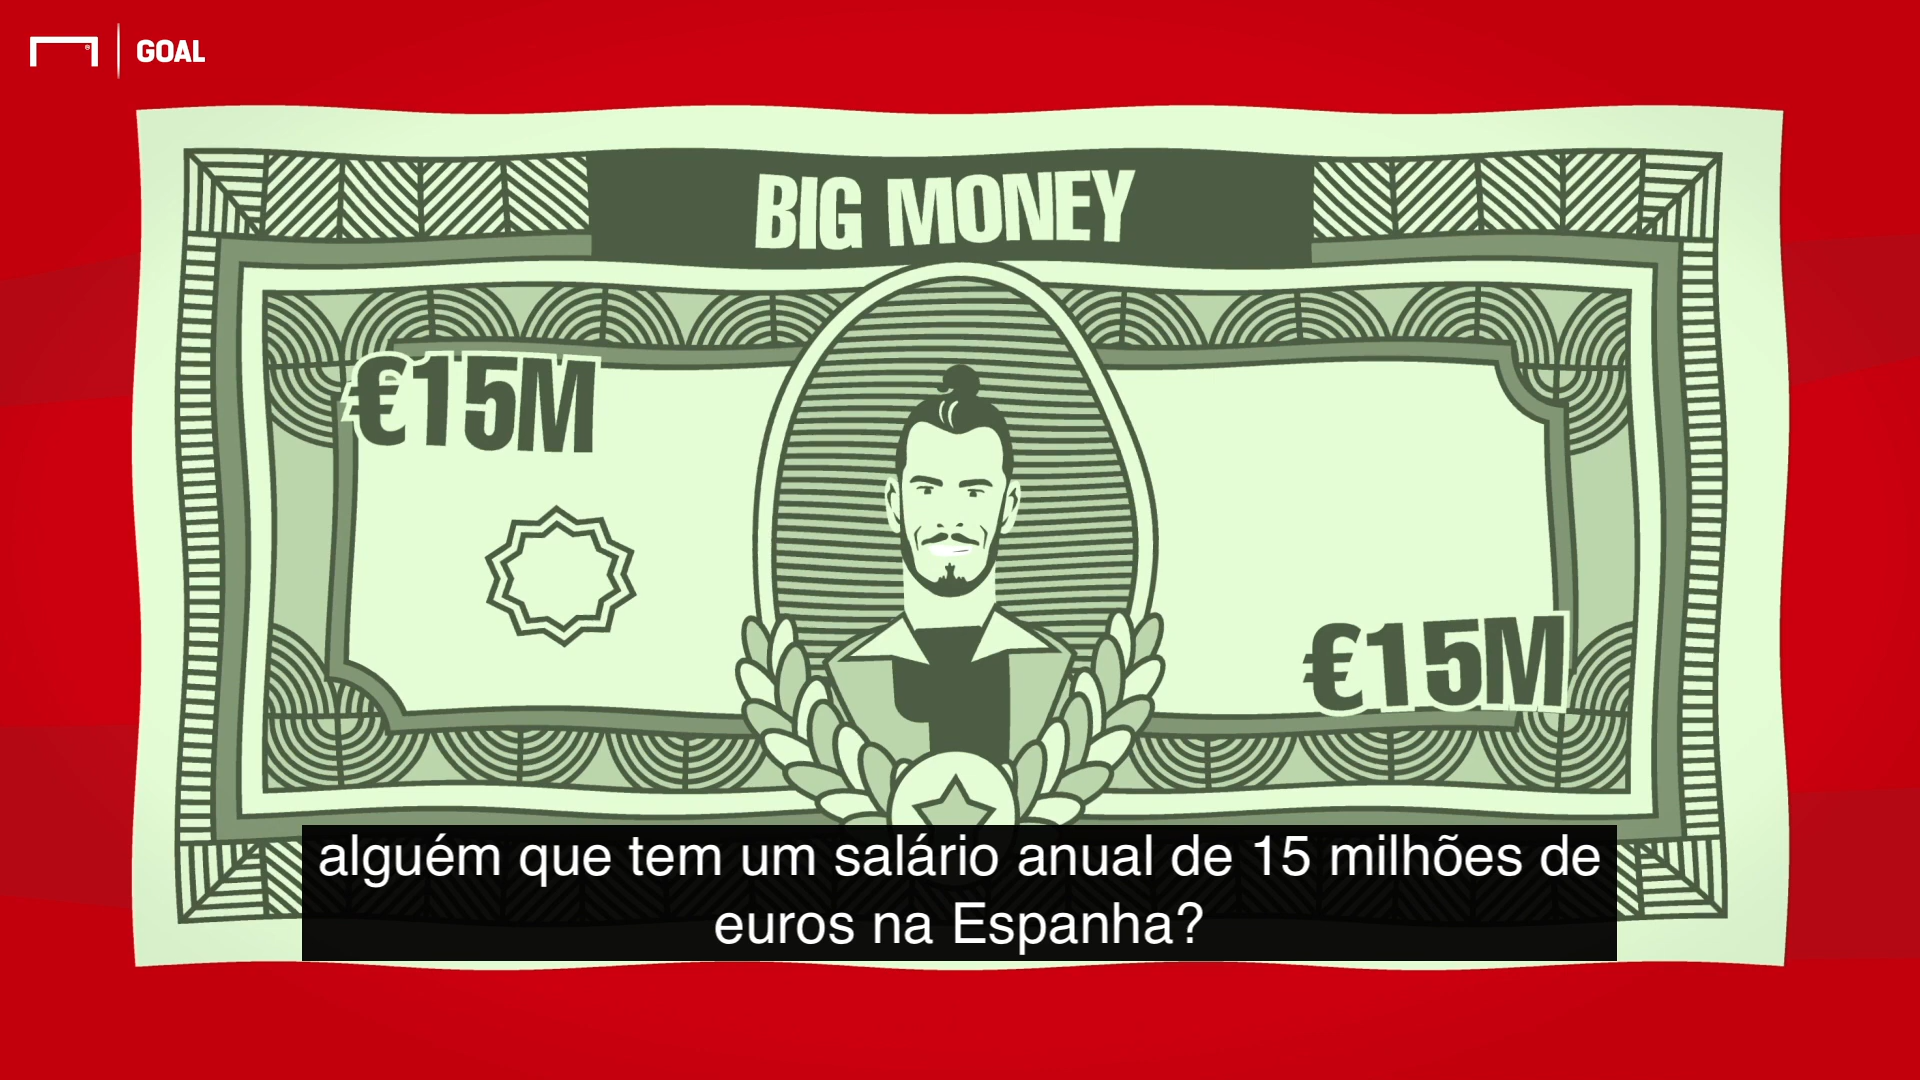 GOAL
BIG MONEY
€15M
€15M
alguém que tem um salário anual de 15 milhões de
euros na Espanha?